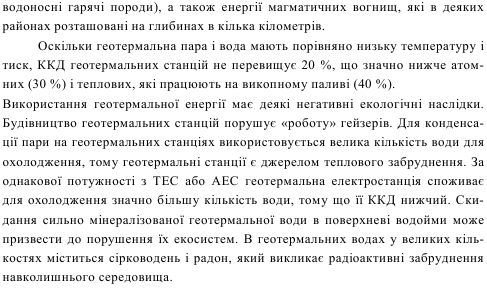 водоносні гарячі породи), а також енергії магматичних вогнищ, які в деяких
районах розташовані на глибинах в кілька кілометрів.
Оскільки геотермальна пара і вода мають порівняно низьку температуру і
тиск, ККД геотермальних станцій не перевищує 20 %, що значно нижче атом-
них (30 %) і теплових, які працюють на викопному паливі (40 %).
Використання геотермальної енергії має деякі негативні екологічні наслідки.
Будівництво геотермальних станцій порушує «роботу» гейзерів. Для конденса-
ції пари на геотермальних станціях використовується велика кількість води для
охолодження, тому геотермальні станції є джерелом теплового забруднення. За
однакової потужності з ТЕС або АЕС геотермальна електростанція споживає
для охолодження значно більшу кількість води, тому що її ККД нижчий. Ски-
дання сильно мінералізованої геотермальної води в поверхневі водойми може
призвести до порушення їх екосистем. В геотермальних водах у великих кіль-
костях міститься сірководень і радон, який викликає радіоактивні забруднення
навколишнього середовища.